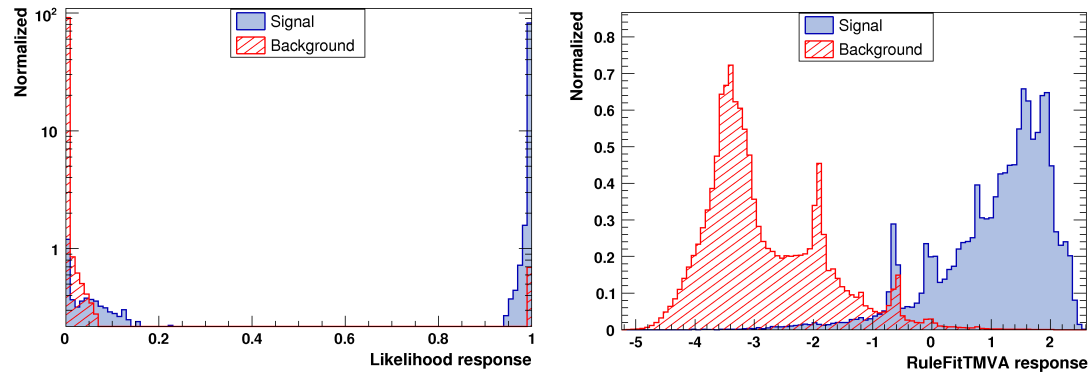 Normalized
10²
10
1
Signal
Background
0 0.2 0.4 0.6 0.8 1
Likelihood response
Normalized
0.8
0.7
0.6
0.5
0.4
0.3
0.2
0.1
0
Signal
Background
-5 -4 -3 -2 -1 0 1 2
RuleFitTMVA response